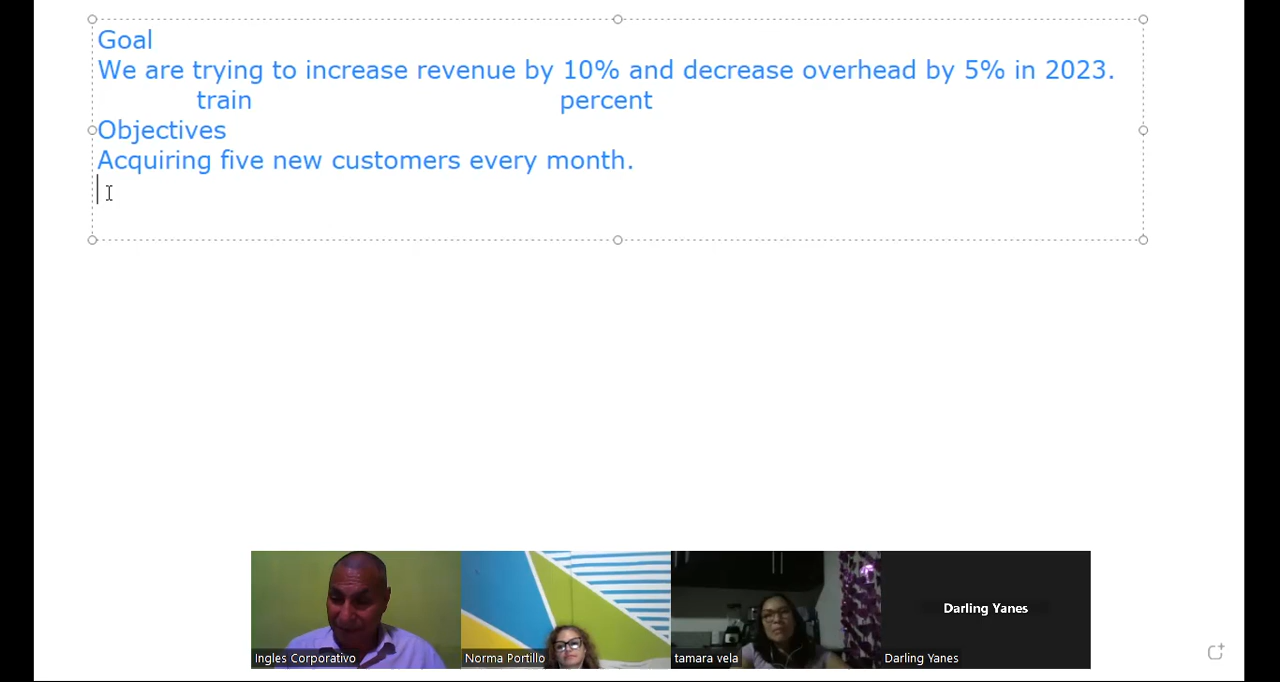 Goal
We are trying to increase revenue by 10% and decrease overhead by 5% in 2023.
train percent
Objectives
Acquiring five new customers every month.
Darling Yanes
Ingles Corporativo
Norma Portillo
tamara vela
Darling Yanes